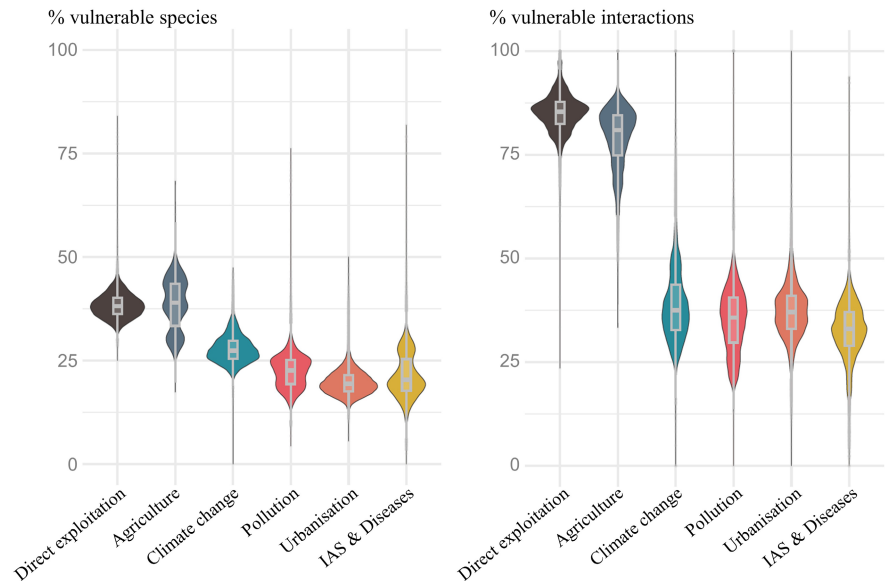 % vulnerable species
100
75
50
25
0
Direct exploitation
Agriculture
Climate change
Pollution
Urbanisation
IAS & Diseases
% vulnerable interactions
100
75
50
25
0
Direct exploitation
Agriculture
Climate change
Pollution
Urbanisation
IAS & Diseases